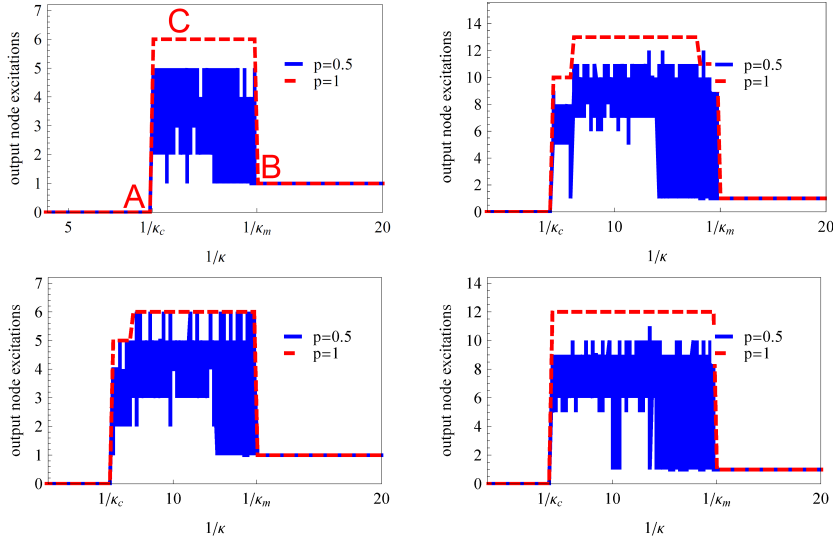 output node excitations
7
6
5
4
3
2
1
0
C
A
B
p=0.5
p=1
5
1/κc
1/κm
20
1/κ
output node excitations
14
12
10
8
6
4
2
0
p=0.5
p=1
1/κc
10
1/κm
20
1/κ
output node excitations
7
6
5
4
3
2
1
0
p=0.5
p=1
1/κc
10
1/κm
20
1/κ
output node excitations
14
12
10
8
6
4
2
0
p=0.5
p=1
1/κc
10
1/κm
20
1/κ